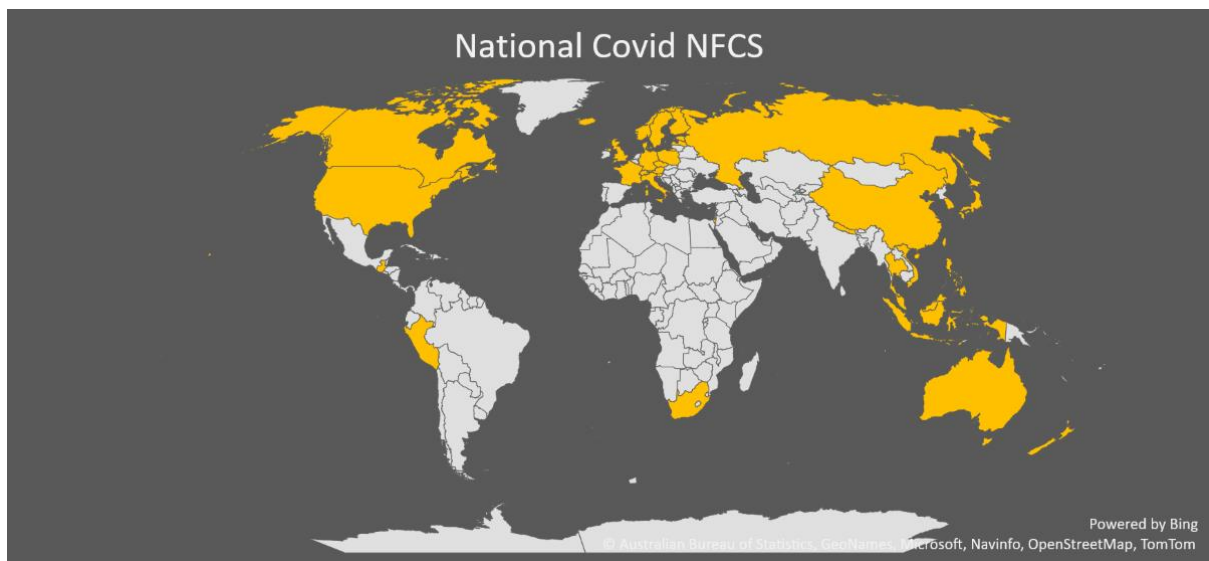 National Covid NFCS
Powered by Bing
© Australian Bureau of Statistics, GeoNames, Microsoft, Navinfo, OpenStreetMap, TomTom